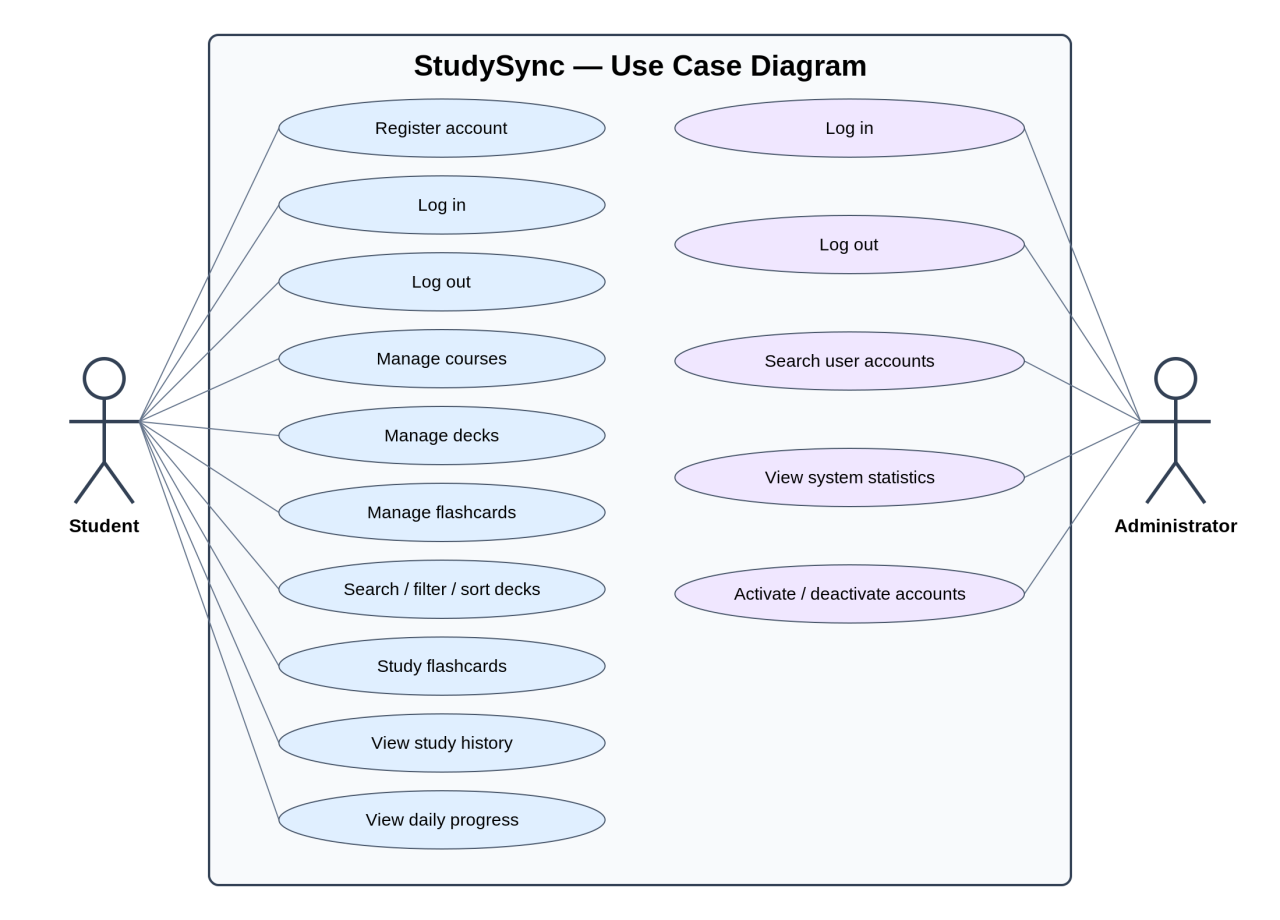 StudySync — Use Case Diagram
Register account
Log in
Log out
Manage courses
Manage decks
Manage flashcards
Search / filter / sort decks
Study flashcards
View study history
View daily progress
Log in
Log out
Search user accounts
View system statistics
Activate / deactivate accounts
Student
Administrator